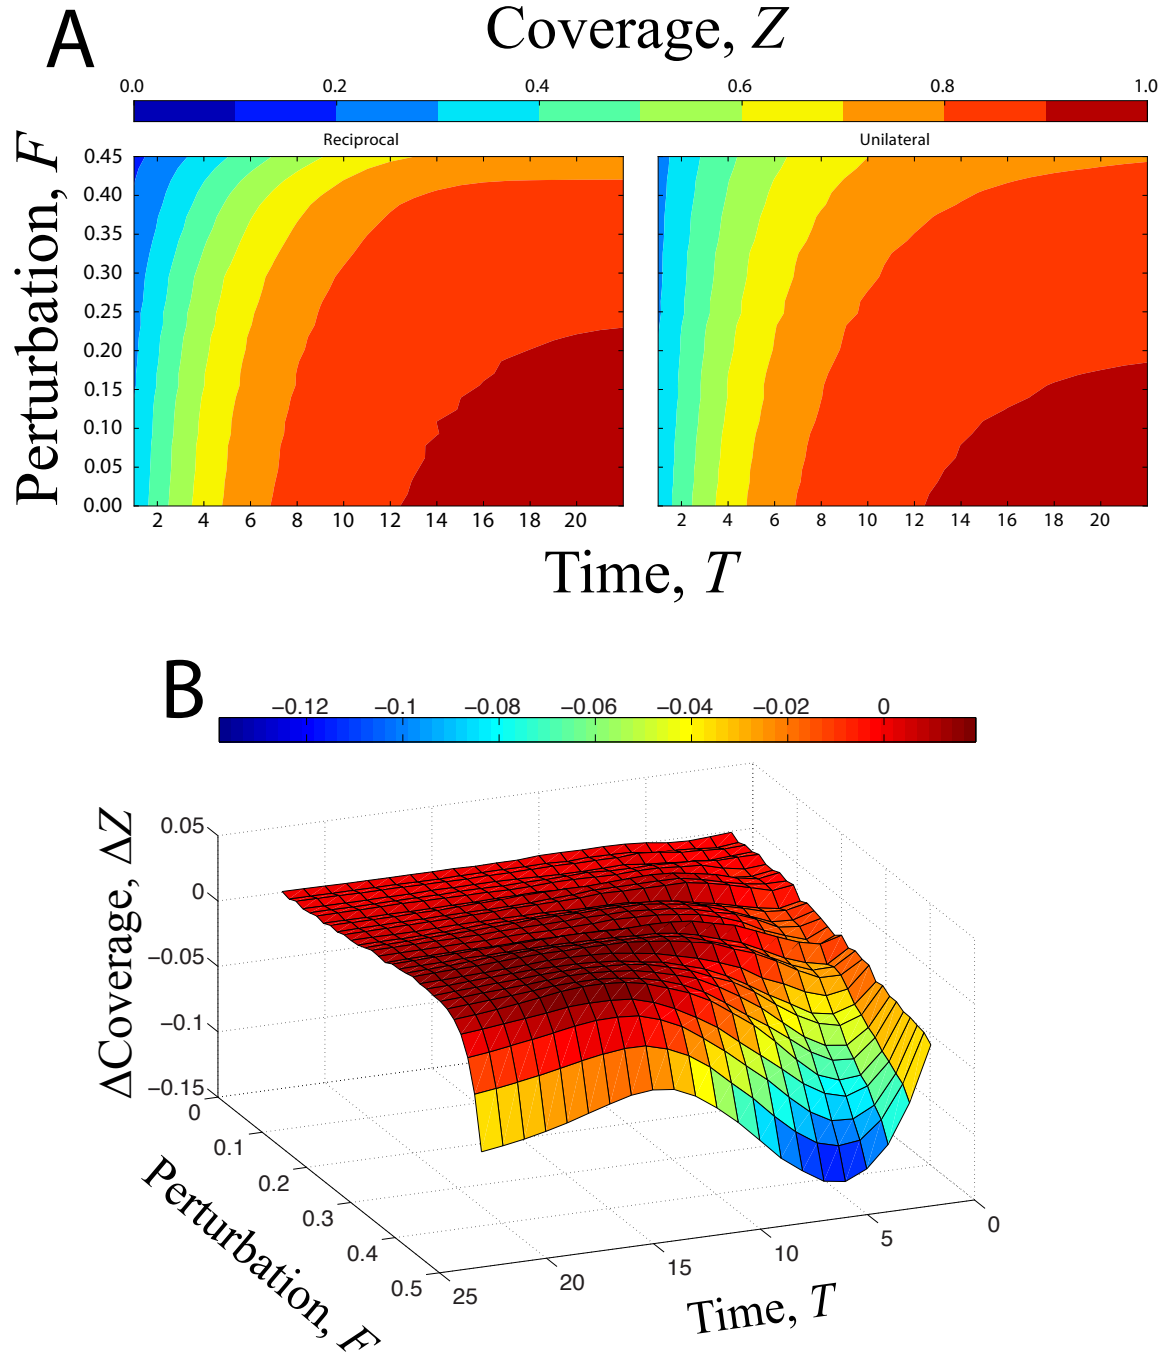 A
Coverage, Z
0.0 0.2 0.4 0.6 0.8 1.0
Reciprocal Unilateral
Perturbation, F
0.45
0.40
0.35
0.30
0.25
0.20
0.15
0.10
0.05
0.00
2 4 6 8 10 12 14 16 18 20
2 4 6 8 10 12 14 16 18 20
Time, T
B
−0.12 −0.1 −0.08 −0.06 −0.04 −0.02 0
ΔCoverage, ΔZ
0.05
0
−0.05
−0.1
−0.15
0
0.1
0.2
0.3
0.4
0.5
Perturbation, F
25 20 15 10 5 0
Time, T